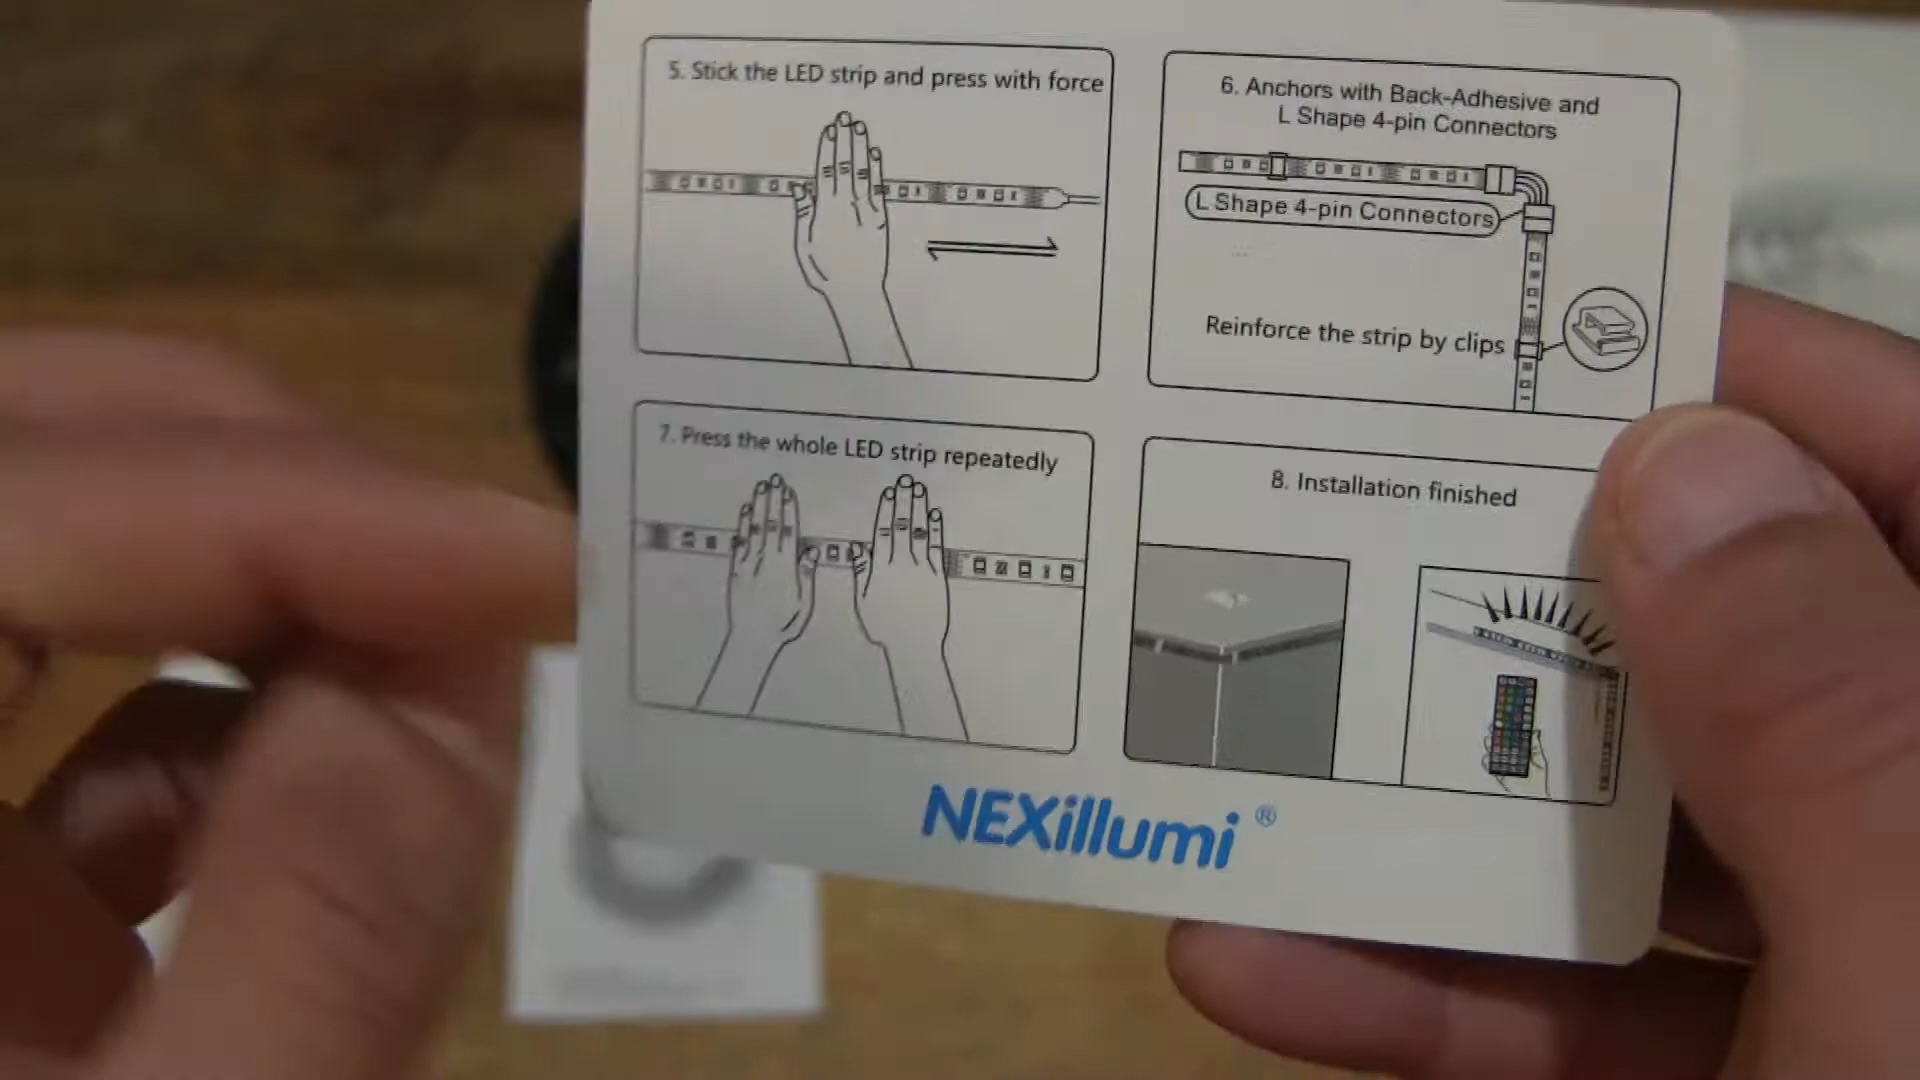 5. Stick the LED strip and press with force
6. Anchors with Back-Adhesive and
L Shape 4-pin Connectors
L Shape 4-pin Connectors
Reinforce the strip by clips
7. Press the whole LED strip repeatedly
8. Installation finished
NEXillumi ®